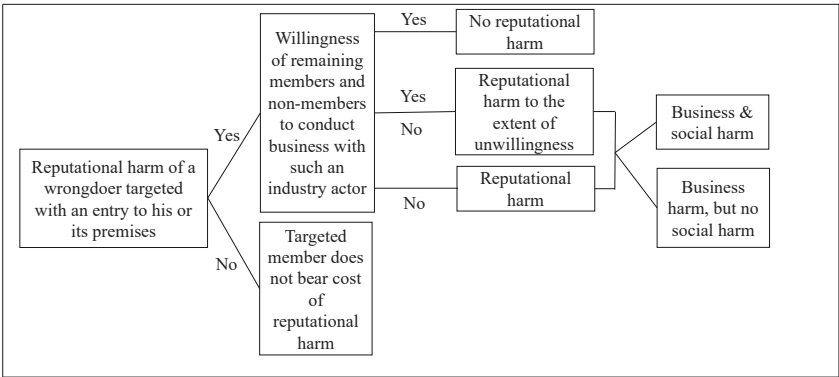 Reputational harm of a
wrongdoer targeted
with an entry to his or
its premises
Yes
No
Willingness
of remaining
members and
non-members
to conduct
business with
such an
industry actor
Targeted
member does
not bear cost
of
reputational
harm
Yes
Yes
No
No
No reputational
harm
Reputational
harm to the
extent of
unwillingness
Reputational
harm
Business &
social harm
Business
harm, but no
social harm